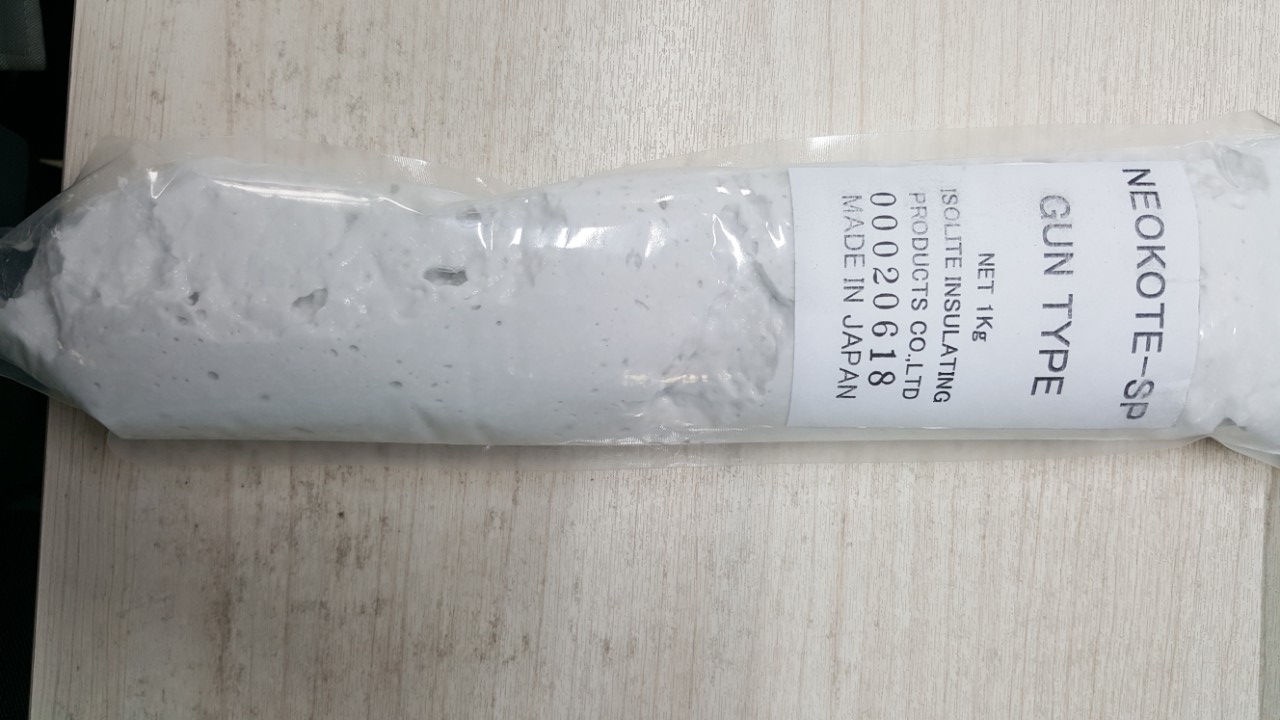 NEOKOTE-SP
GUN TYPE
NET 1Kg
ISOLITE INSULATING
PRODUCTS CO.,LTD
00020618
MADE IN JAPAN